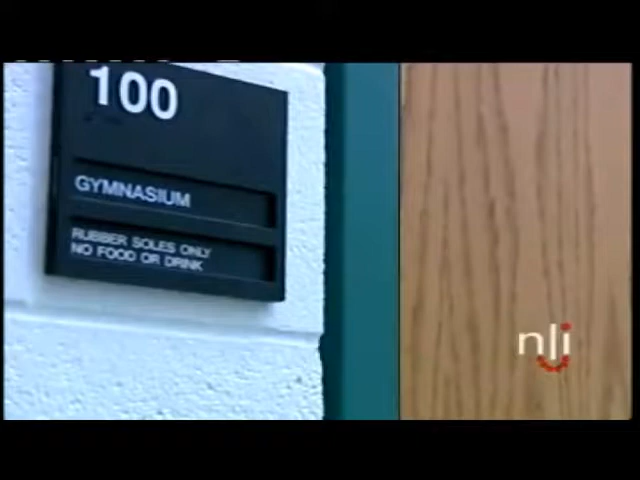 100
GYMNASIUM
RUBBER SOLES ONLY
NO FOOD OR DRINK
nli